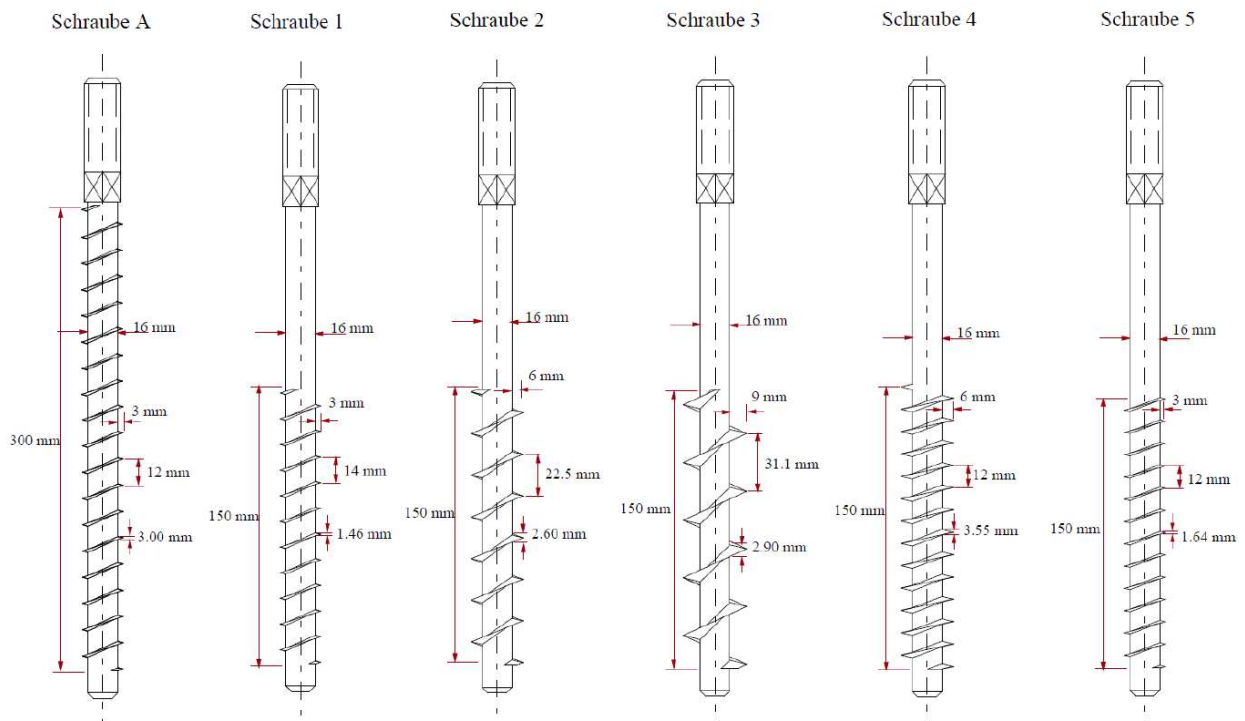 Schraube A
16 mm
3 mm
300 mm
12 mm
3.00 mm
Schraube 1
16 mm
3 mm
14 mm
150 mm
1.46 mm
Schraube 2
16 mm
6 mm
22.5 mm
150 mm
2.60 mm
Schraube 3
16 mm
9 mm
31.1 mm
150 mm
2.90 mm
Schraube 4
16 mm
6 mm
12 mm
150 mm
3.55 mm
Schraube 5
16 mm
3 mm
12 mm
150 mm
1.64 mm